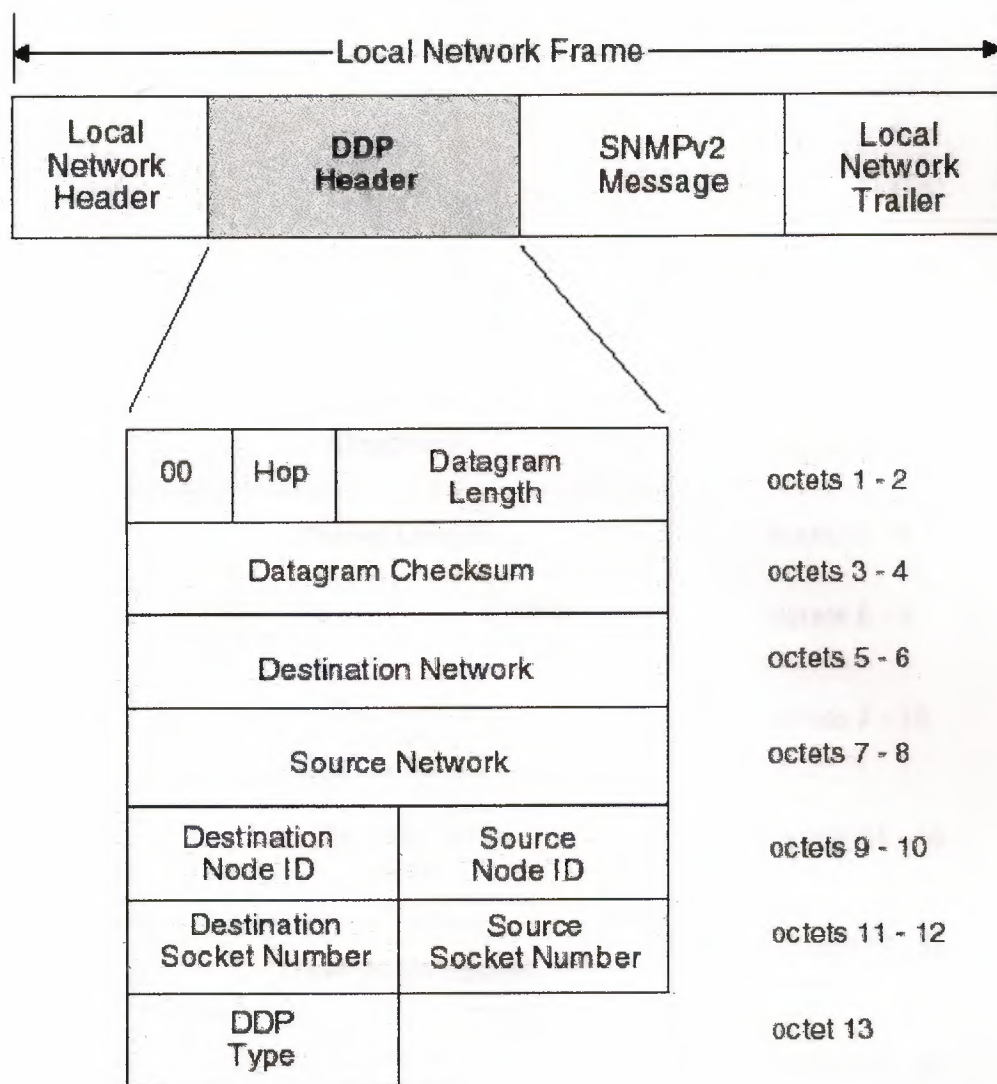 Local Network Frame
Local
Network
Header
DDP
Header
SNMPv2
Message
Local
Network
Trailer
00
Hop
Datagram
Length
octets 1 - 2
Datagram Checksum
octets 3 - 4
Destination Network
octets 5 - 6
Source Network
octets 7 - 8
Destination
Node ID
Source
Node ID
octets 9 - 10
Destination
Socket Number
Source
Socket Number
octets 11 - 12
DDP
Type
octet 13